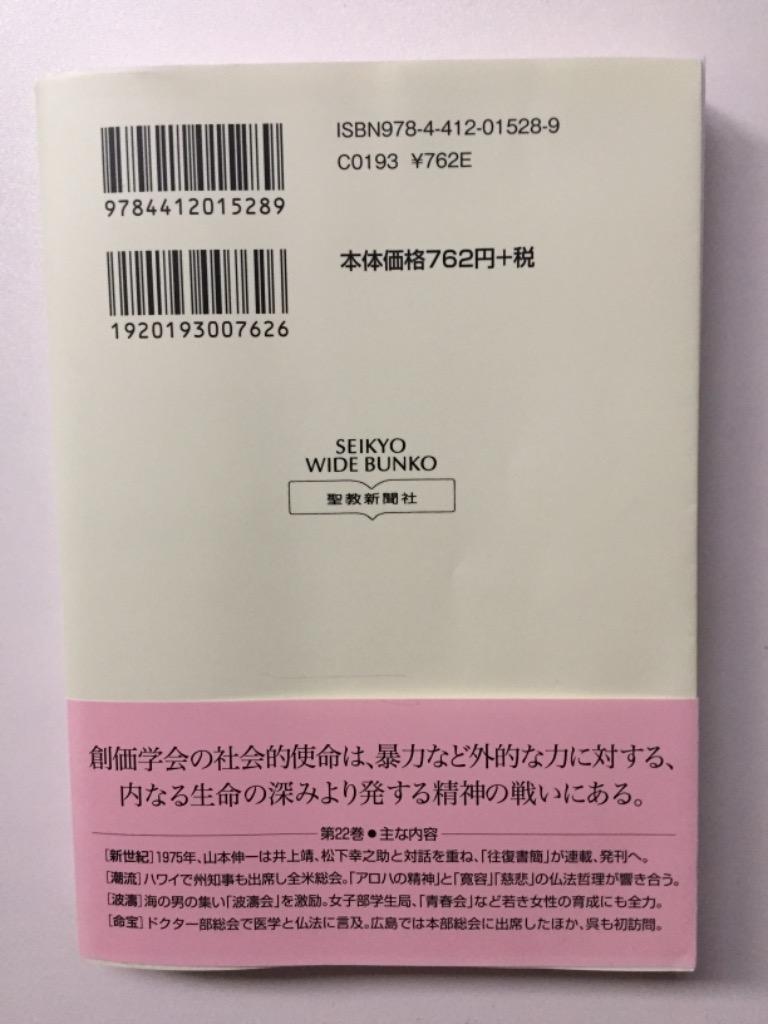 ISBN978-4-412-01528-9
C0193 ¥762E
9784412015289
本体価格762円+税
1920193007626
SEIKYO
WIDE BUNKO
聖教新聞社
創価学会の社会的使命は、暴力など外的な力に対する、
内なる生命の深みより発する精神の戦いにある。
第22巻●主な内容
[新世紀]1975年、山本伸一は井上靖、松下幸之助と対話を重ね、「往復書簡」が連載、発刊へ。
[潮流]ハワイで州知事も出席し全米総会。「アロハの精神」と「寛容」「慈悲」の仏法哲理が響き合う。
[波濤]海の男の集い「波濤会」を激励。女子部学生局、「青春会」など若き女性の育成にも全力。
[命宝]ドクター部総会で医学と仏法に言及。広島では本部総会に出席したほか、呉も初訪問。